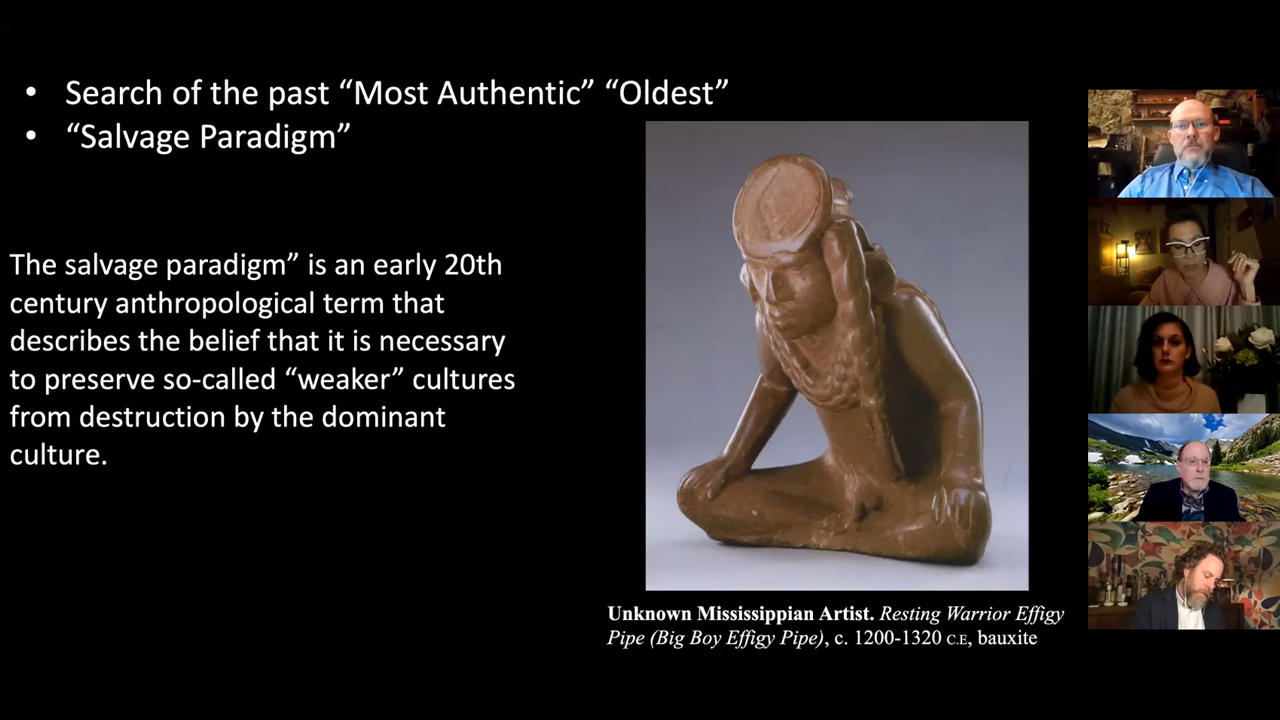 • Search of the past “Most Authentic” “Oldest”
• “Salvage Paradigm”
The salvage paradigm” is an early 20th
century anthropological term that
describes the belief that it is necessary
to preserve so-called “weaker” cultures
from destruction by the dominant
culture.
Unknown Mississippian Artist. Resting Warrior Effigy
Pipe (Big Boy Effigy Pipe), c. 1200-1320 C.E, bauxite